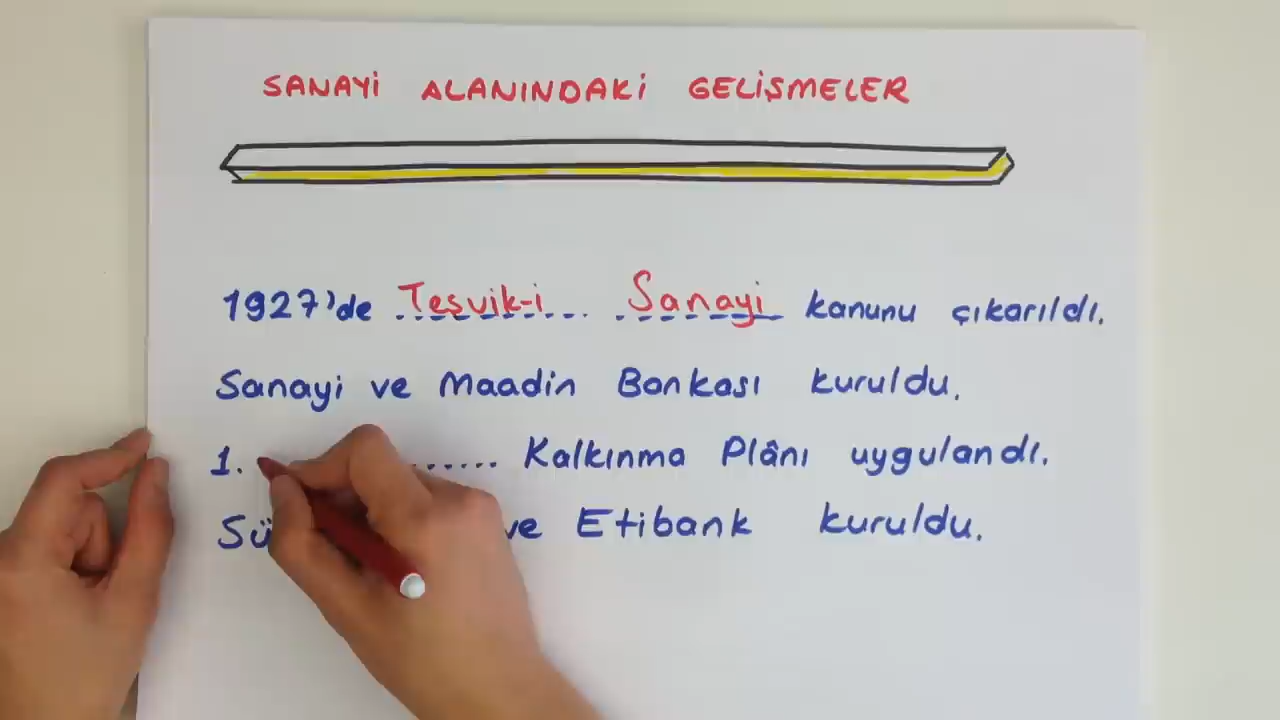 SANAYİ ALANINDAKİ GELİŞMELER
1927'de Teşvik-i Sanayi kanunu çıkarıldı.
Sanayi ve Maadin Bankası kuruldu.
1. ...... Kalkınma Plânı uygulandı.
ve Etibank kuruldu.